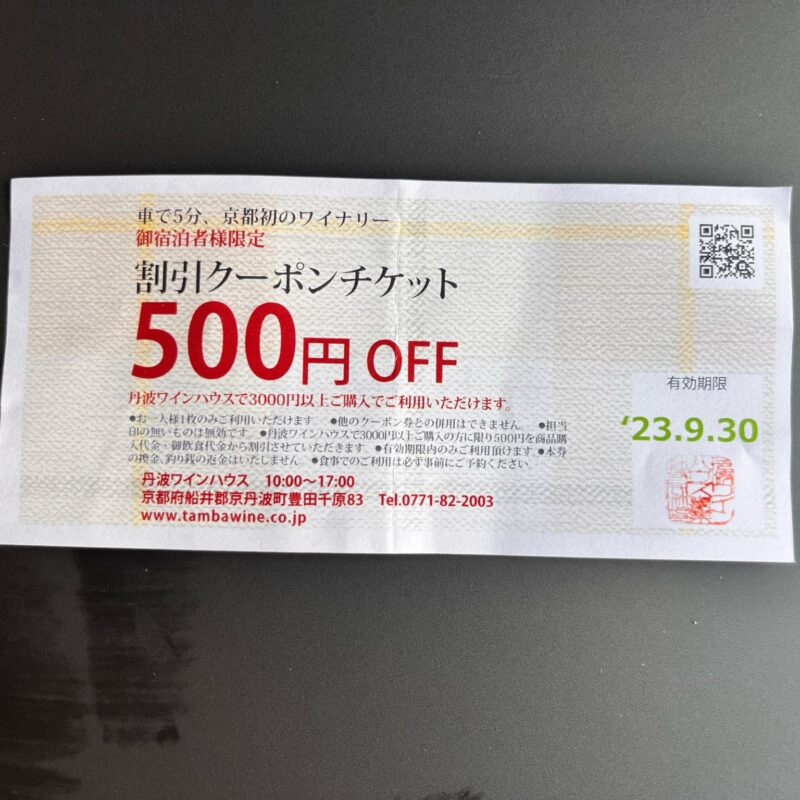 車で5分、京都初のワイナリー
御宿泊者様限定
割引クーポンチケット
500円 OFF
丹波ワインハウスで3000円以上ご購入でご利用いただけます。
●お一人様1枚のみご利用いただけます。 ●他のクーポン券との併用はできません。 ●担当
印の無いものは無効です。 ●丹波ワインハウスで3000円以上ご購入の方に限り500円を商品購
入代金・御飲食代金から割引させていただきます。 ●有効期限内のみご利用頂けます。●本券
の換金、釣り銭の返金はいたしません。 ●食事でのご利用は必ず事前にご予約ください。
丹波ワインハウス 10:00～17:00
京都府船井郡京丹波町豊田千原83 Tel.0771-82-2003
www.tambawine.co.jp
有効期限
‘23.9.30